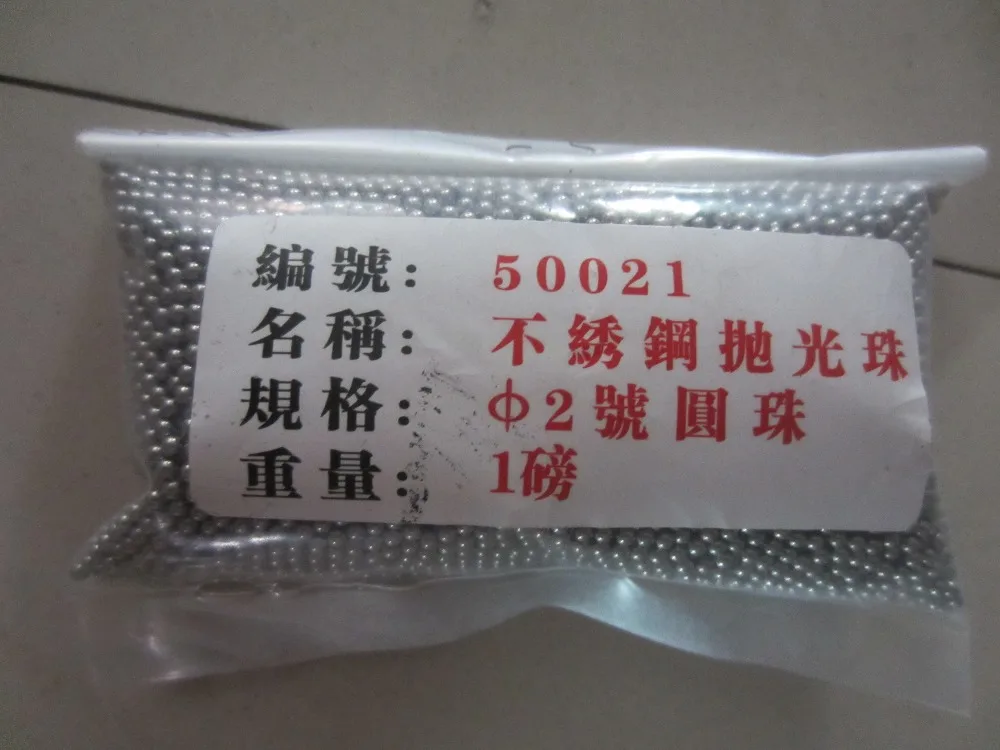 編號: 50021
名稱: 不綉鋼拋光珠
規格: φ2號圓珠
重量: 1磅